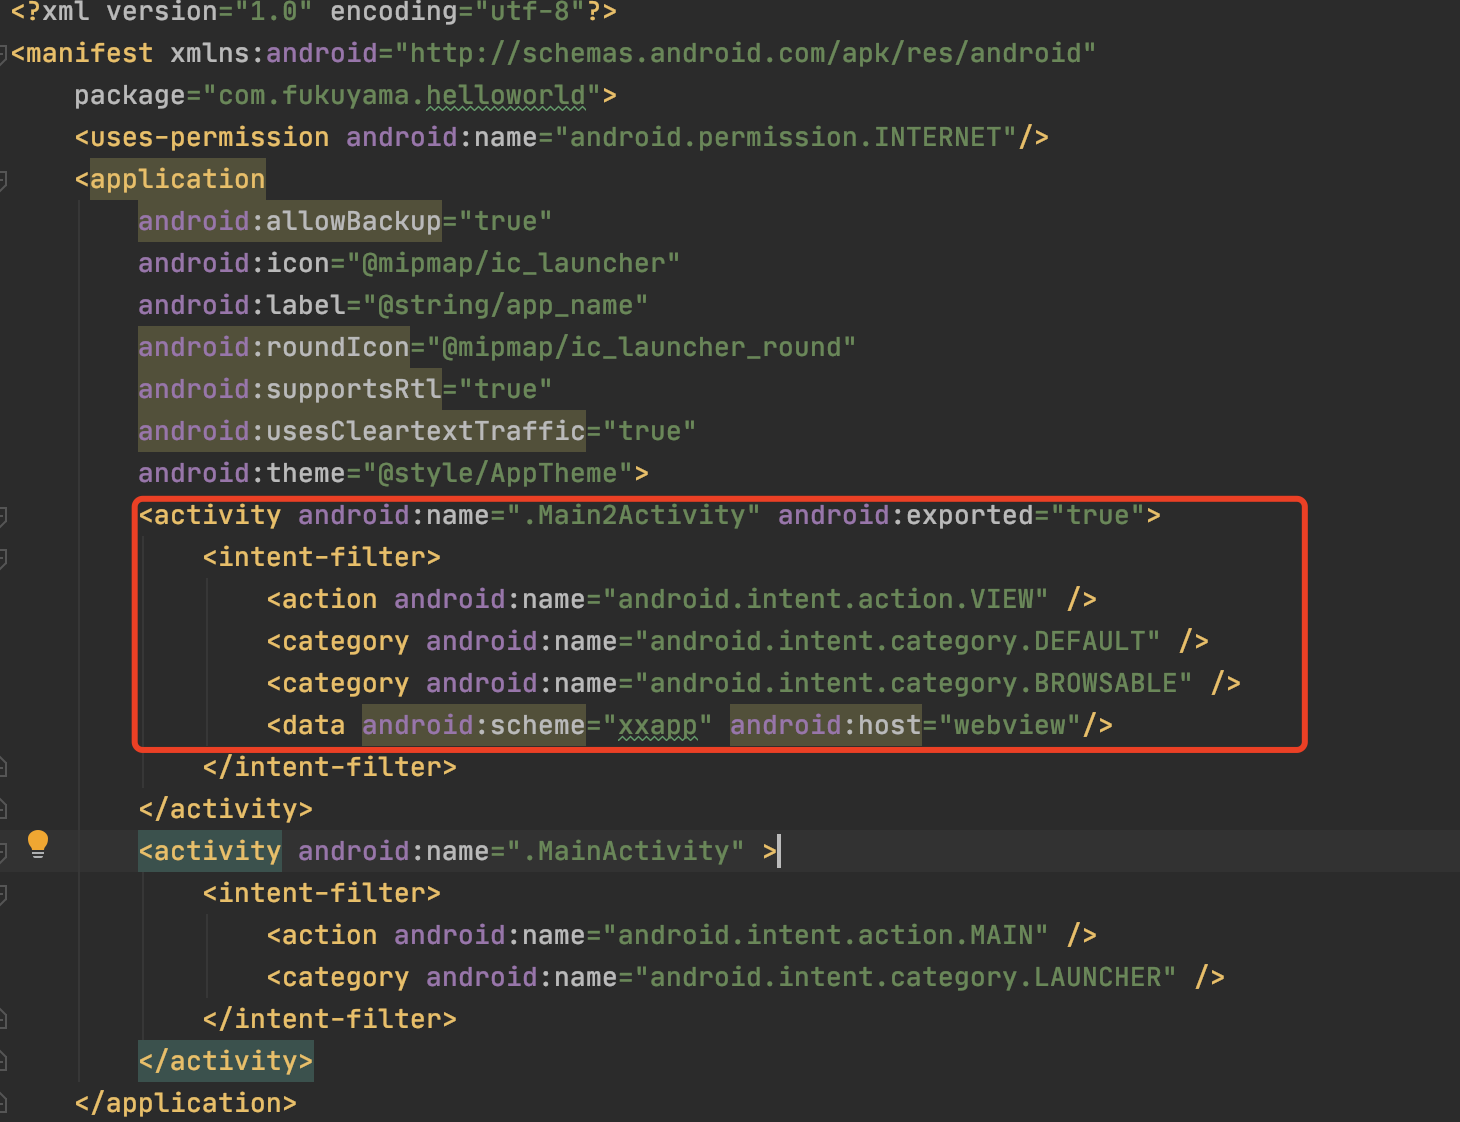 <?xml version="1.0" encoding="utf-8"?>
<manifest xmlns:android="http://schemas.android.com/apk/res/android"
    package="com.fukuyama.helloworld">
    <uses-permission android:name="android.permission.INTERNET"/>
    <application
        android:allowBackup="true"
        android:icon="@mipmap/ic_launcher"
        android:label="@string/app_name"
        android:roundIcon="@mipmap/ic_launcher_round"
        android:supportsRtl="true"
        android:usesCleartextTraffic="true"
        android:theme="@style/AppTheme">
        <activity android:name=".Main2Activity" android:exported="true">
            <intent-filter>
                <action android:name="android.intent.action.VIEW" />
                <category android:name="android.intent.category.DEFAULT" />
                <category android:name="android.intent.category.BROWSABLE" />
                <data android:scheme="xxapp" android:host="webview"/>
            </intent-filter>
        </activity>
        <activity android:name=".MainActivity" >
            <intent-filter>
                <action android:name="android.intent.action.MAIN" />
                <category android:name="android.intent.category.LAUNCHER" />
            </intent-filter>
        </activity>
    </application>